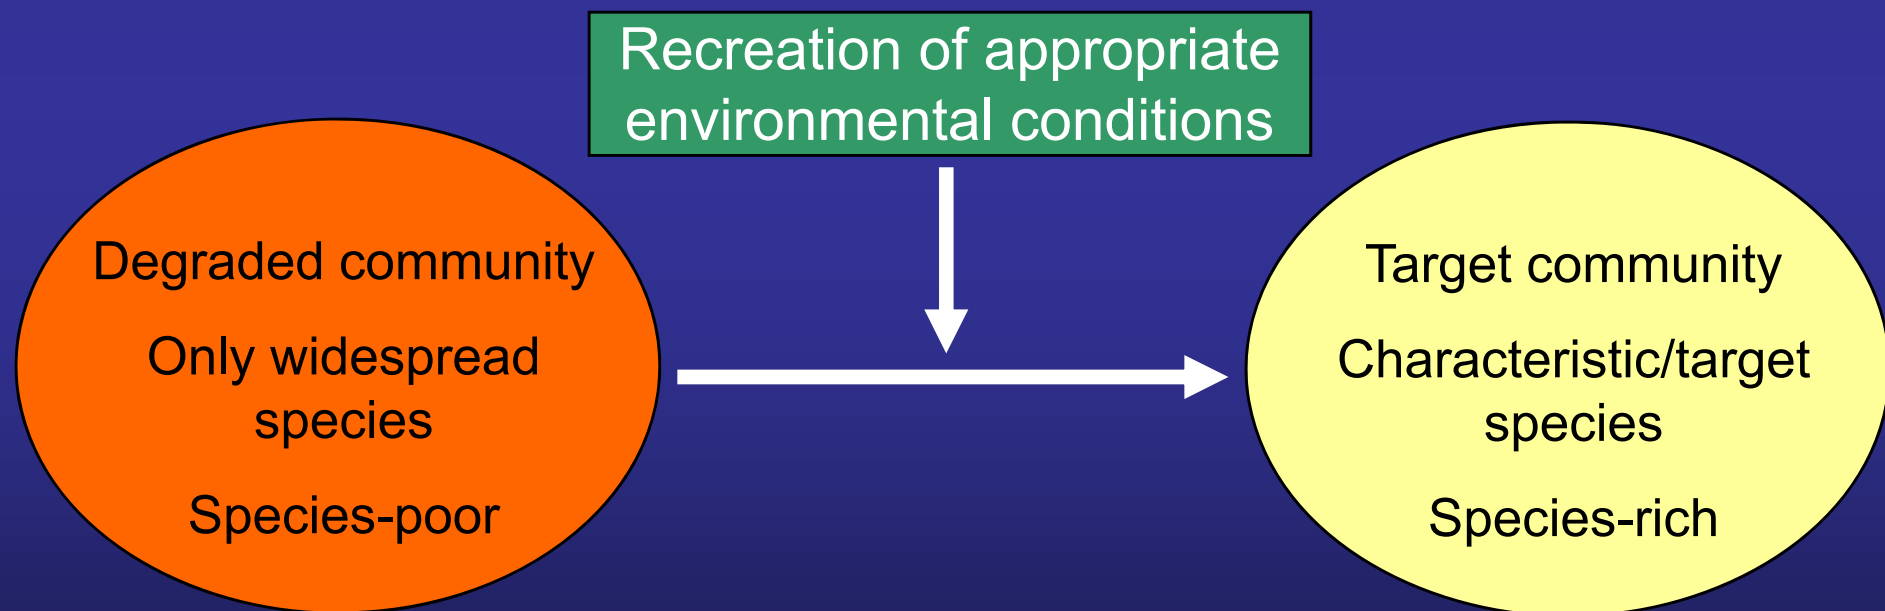 Recreation of appropriate
environmental conditions
Degraded community
Only widespread
species
Species-poor
Target community
Characteristic/target
species
Species-rich